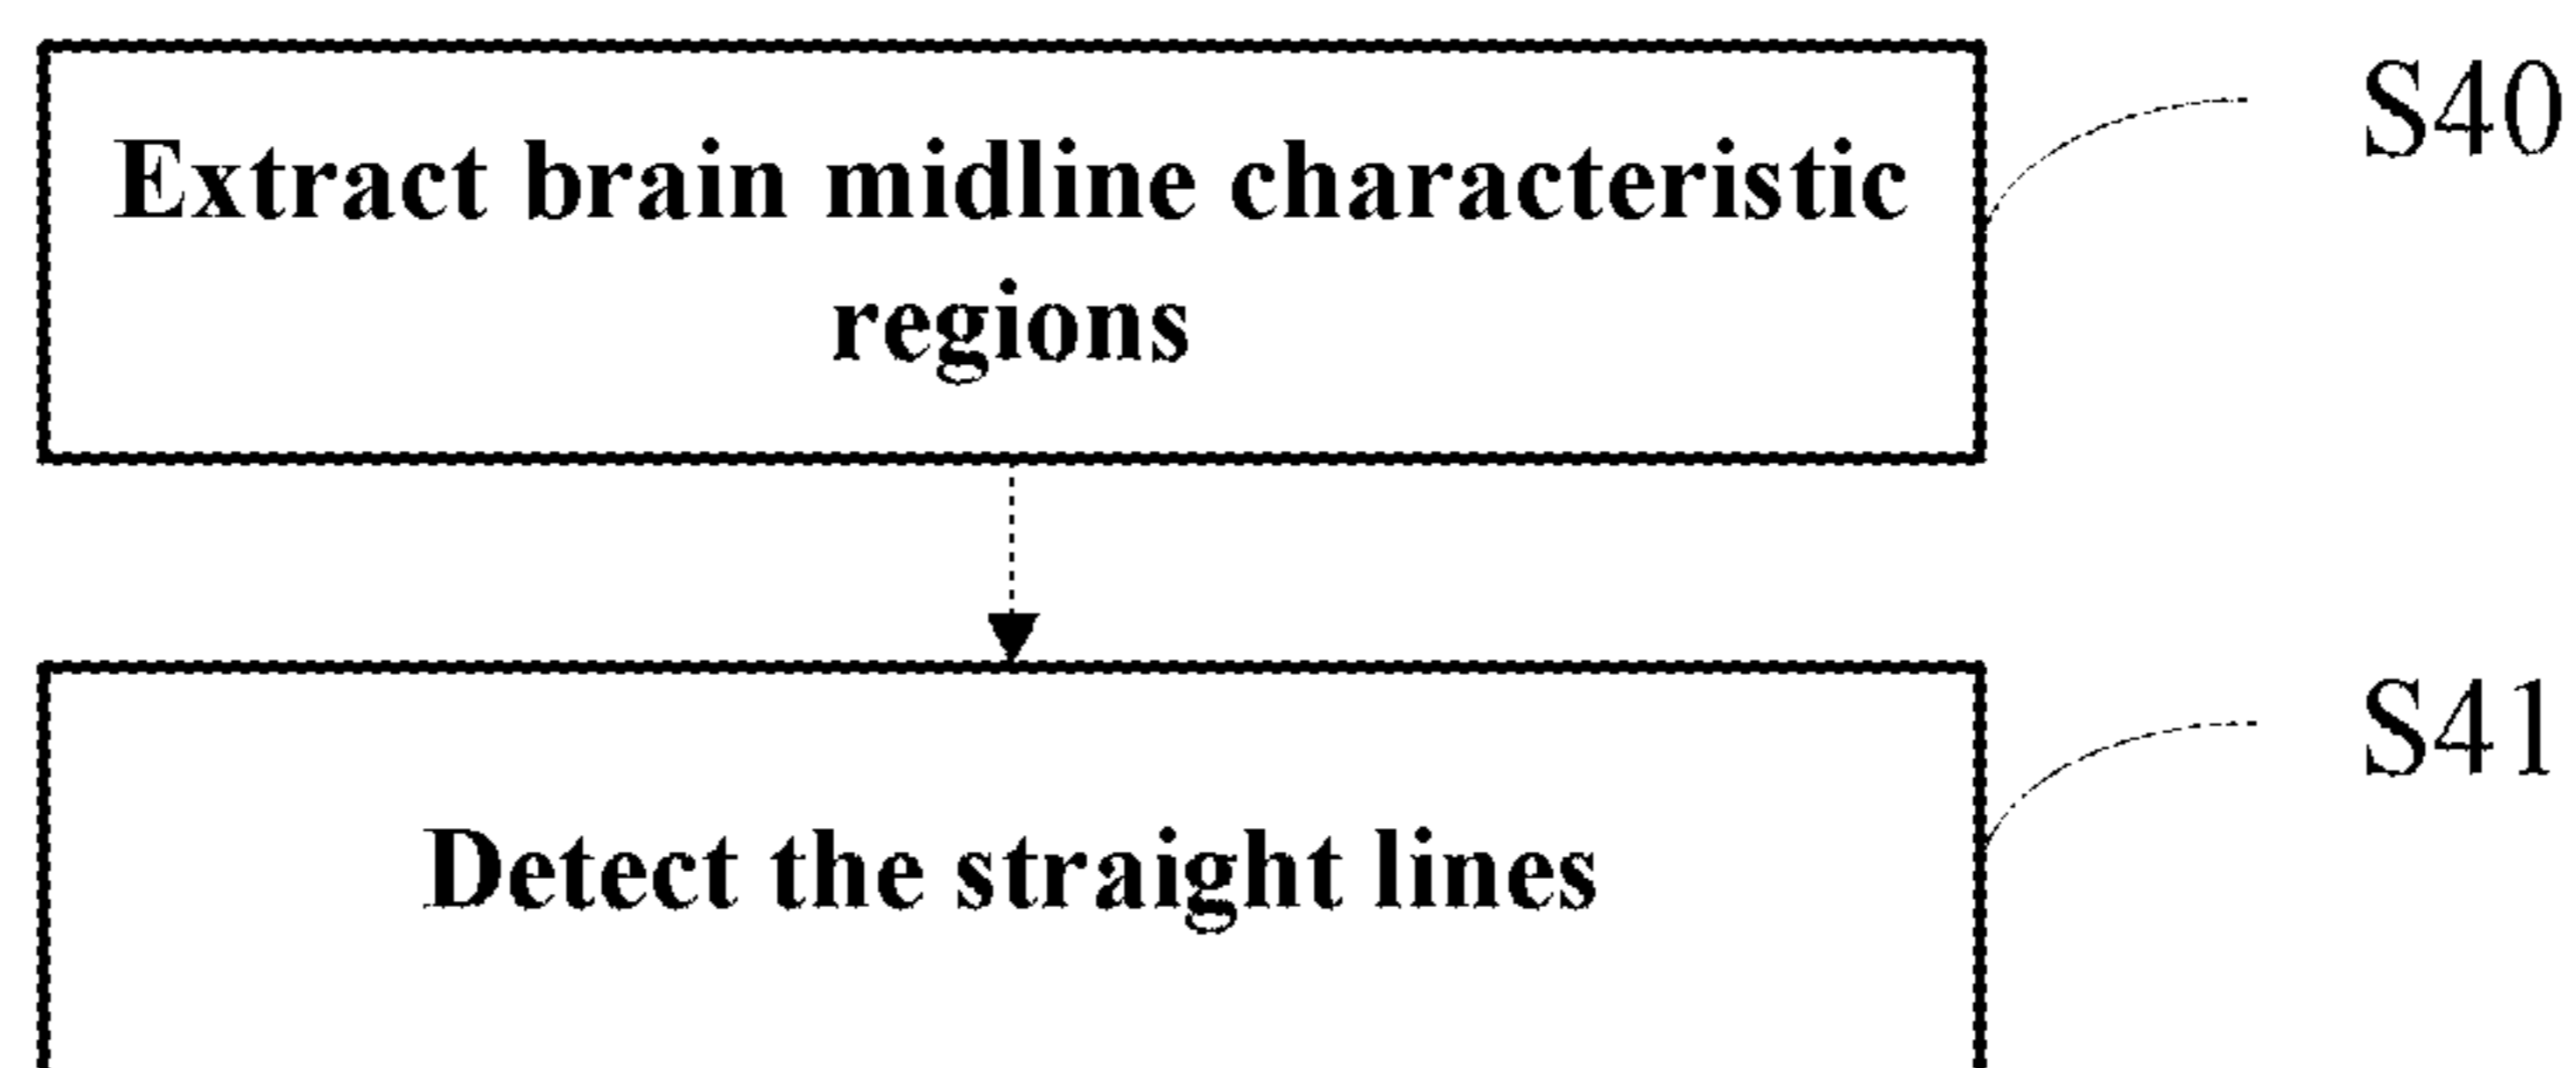 S40
Extract brain midline characteristic
regions
S41
Detect the straight lines